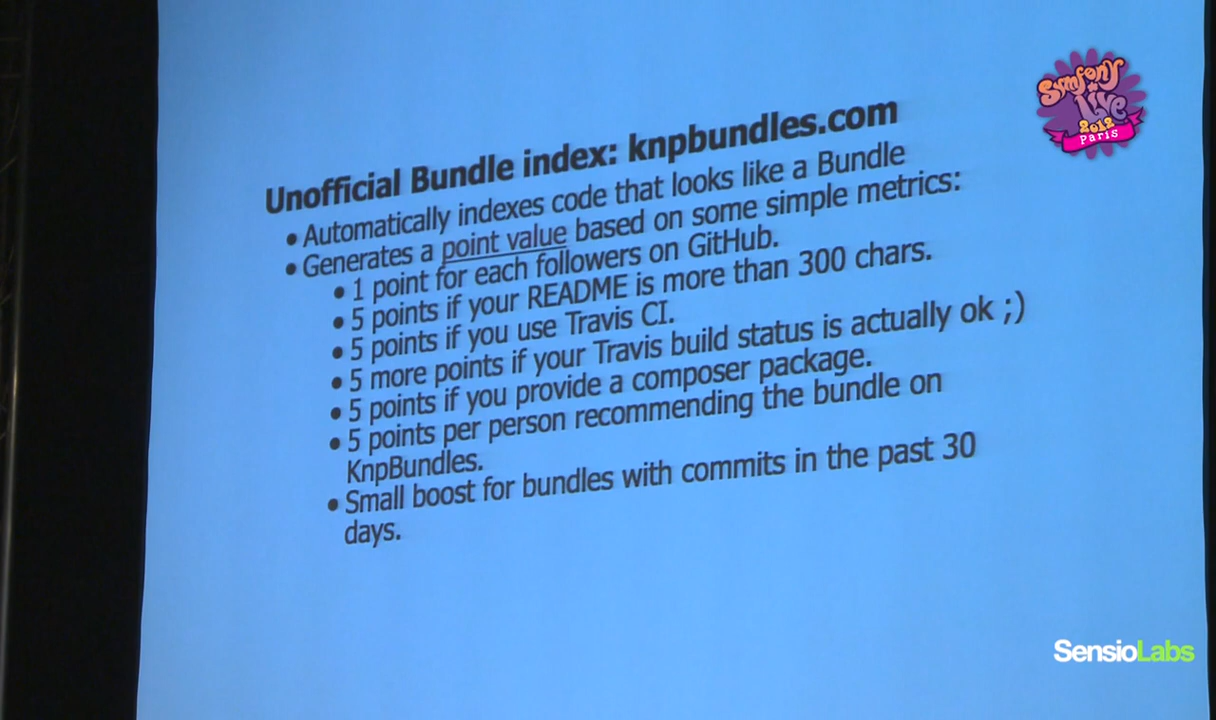 Symfony
Live
2012
Paris
Unofficial Bundle index: knpbundles.com
• Automatically indexes code that looks like a Bundle
• Generates a point value based on some simple metrics:
• 1 point for each followers on GitHub.
• 5 points if your README is more than 300 chars.
• 5 points if you use Travis CI.
• 5 more points if your Travis build status is actually ok ;)
• 5 points if you provide a composer package.
• 5 points per person recommending the bundle on
KnpBundles.
• Small boost for bundles with commits in the past 30
days.
SensioLabs